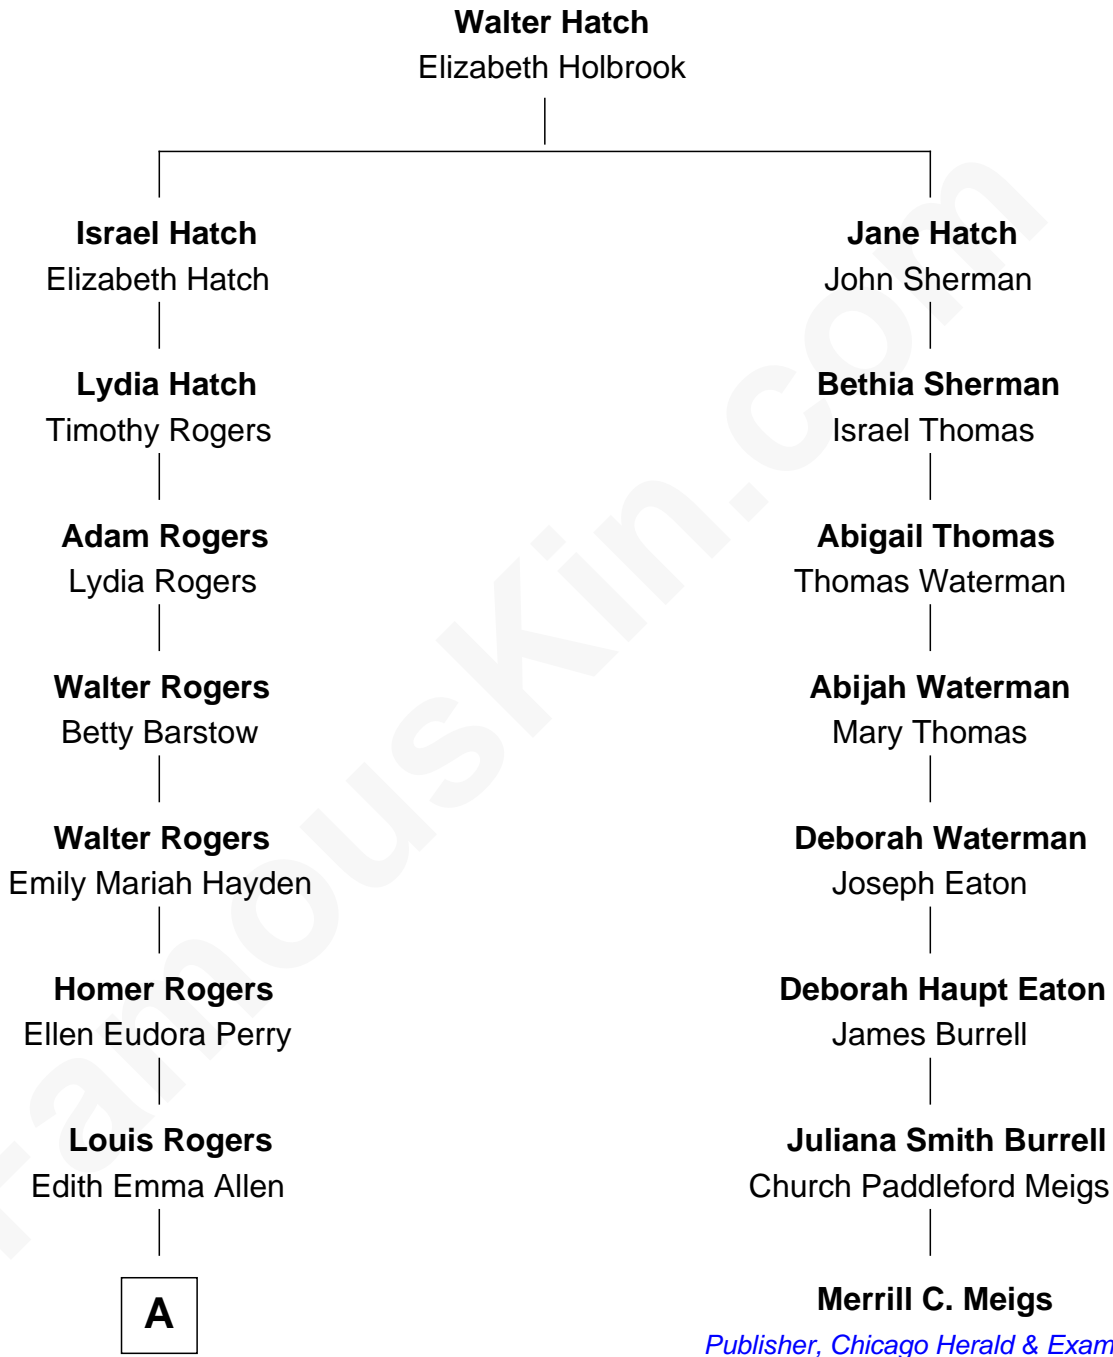 Walter Hatch
Elizabeth Holbrook
Israel Hatch
Elizabeth Hatch
Lydia Hatch
Timothy Rogers
Adam Rogers
Lydia Rogers
Walter Rogers
Betty Barstow
Walter Rogers
Emily Mariah Hayden
Homer Rogers
Ellen Eudora Perry
Louis Rogers
Edith Emma Allen
A
Jane Hatch
John Sherman
Bethia Sherman
Israel Thomas
Abigail Thomas
Thomas Waterman
Abijah Waterman
Mary Thomas
Deborah Waterman
Joseph Eaton
Deborah Haupt Eaton
James Burrell
Juliana Smith Burrell
Church Paddleford Meigs
Merrill C. Meigs
Publisher, Chicago Herald & Exam
FamousKin.com